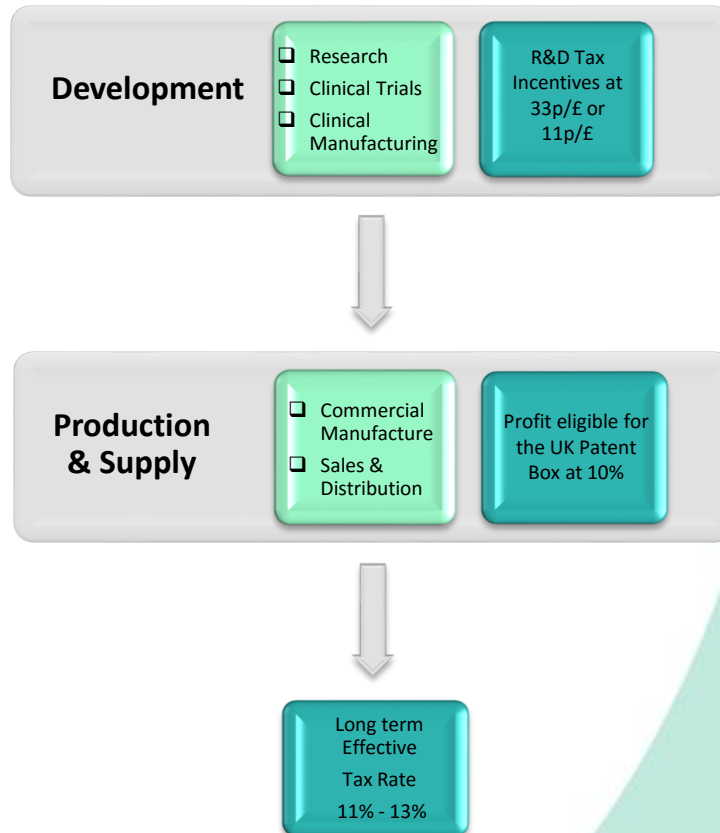 Development
Research
Clinical Trials
Clinical
Manufacturing
R&D Tax
Incentives at
33p/£ or
11p/£
Production
& Supply
Commercial
Manufacture
Sales &
Distribution
Profit eligible for
the UK Patent
Box at 10%
Long term
Effective
Tax Rate
11% - 13%